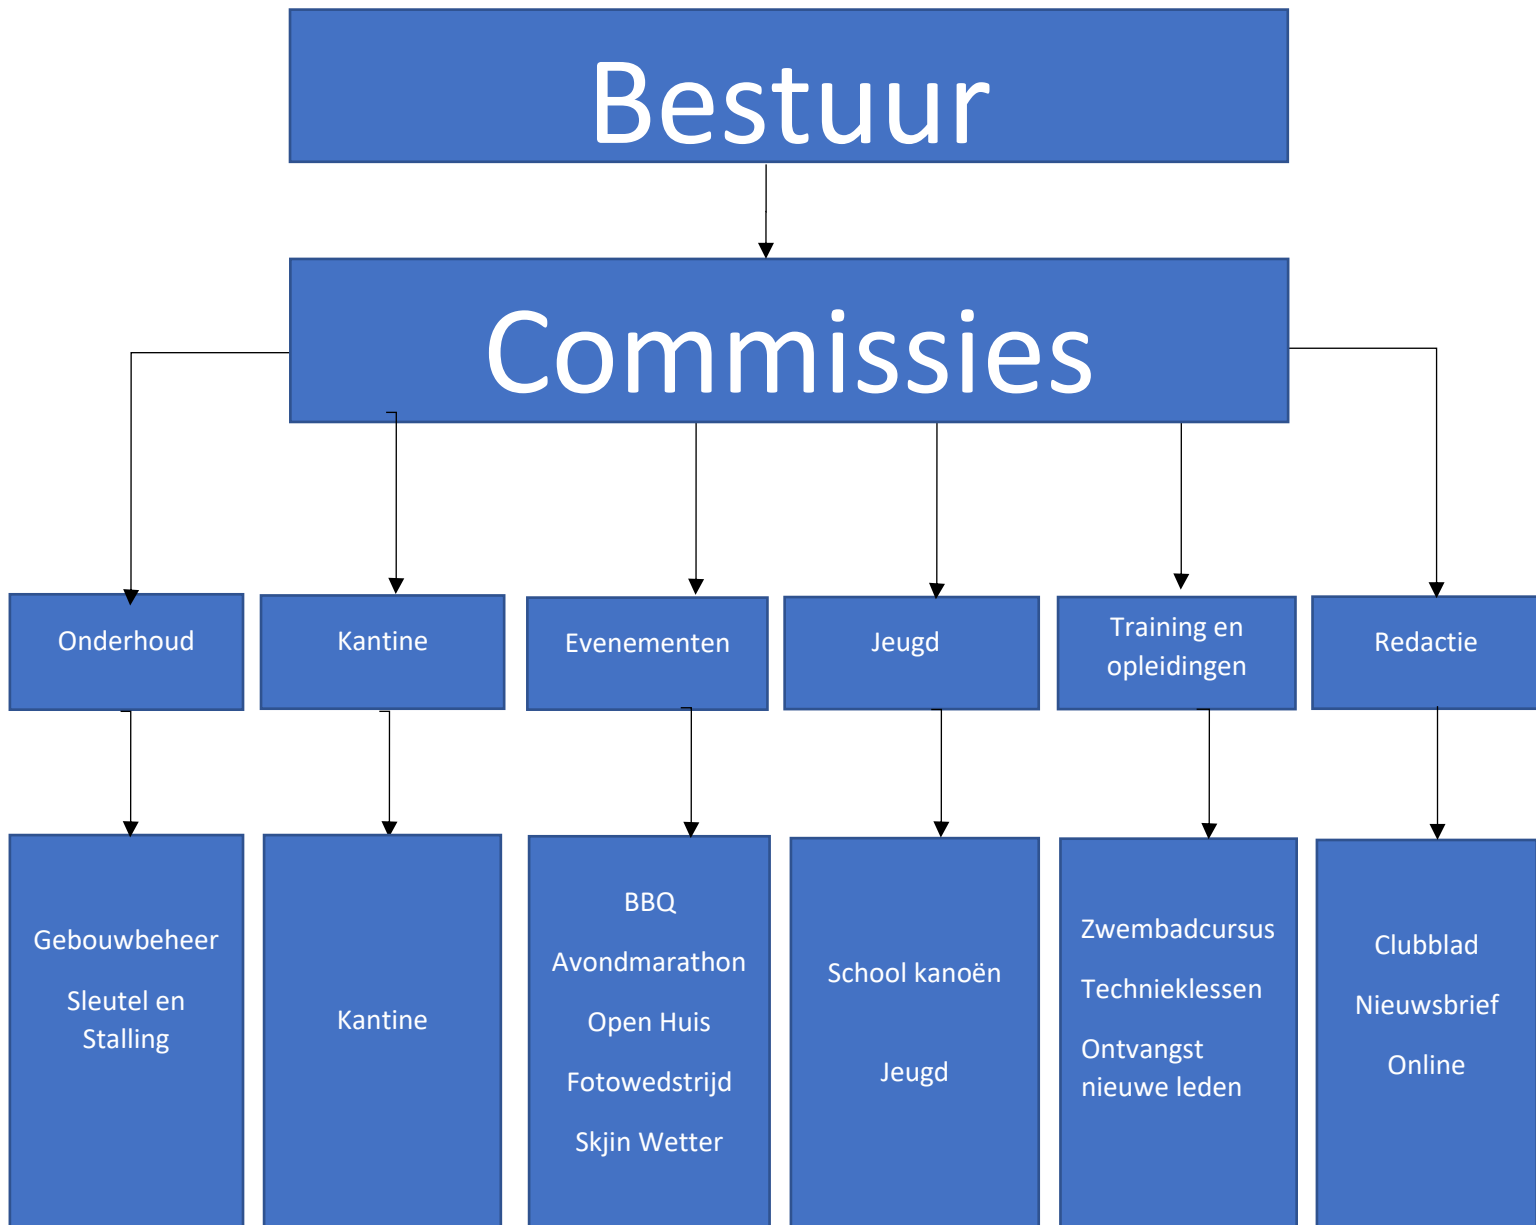 Bestuur
Commissies
Onderhoud
Kantine
Evenementen
Jeugd
Training en
opleidingen
Redactie
Gebouwbeheer
Sleutel en
Stalling
Kantine
BBQ
Avondmarathon
Open Huis
Fotowedstrijd
Skjin Wetter
School kanoën
Jeugd
Zwembadcursus
Technieklessen
Ontvangst
nieuwe leden
Clubblad
Nieuwsbrief
Online